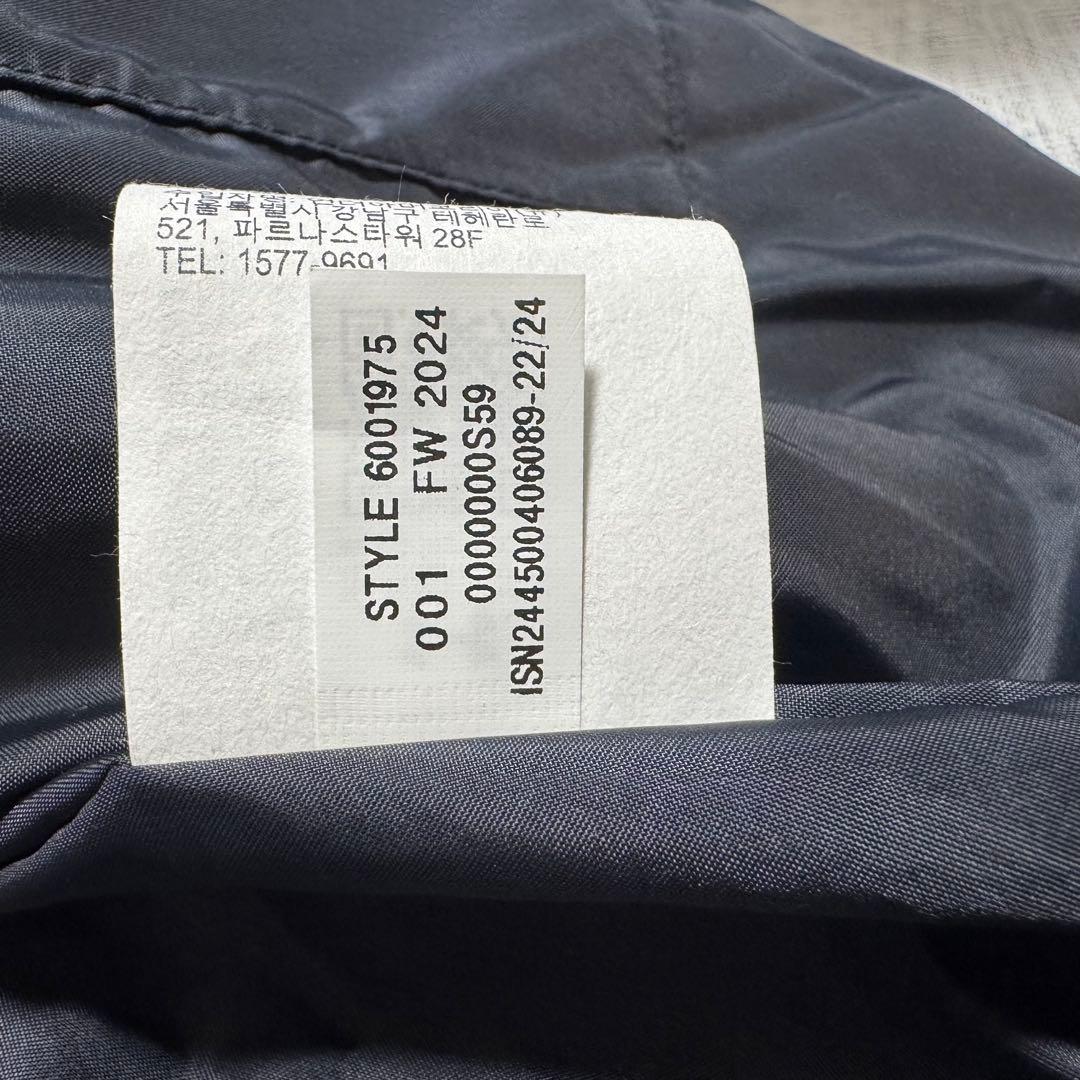 서울특별시 강남구 테헤란로
521, 파르나스타워 28F
TEL: 1577-9691
STYLE 6001975
001 FW 2024
0000000S59
ISN244500406089-22/24